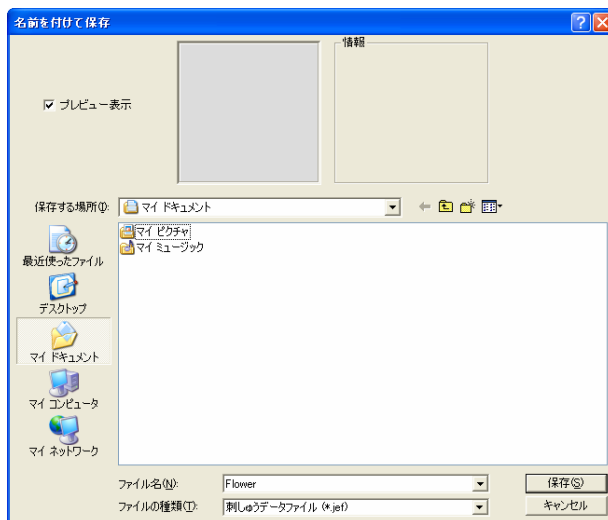 名前を付けて保存
情報
プレビュー表示
保存する場所(I):
マイ ドキュメント
マイ ピクチャ
マイ ミュージック
最近使ったファイル
デスクトップ
マイ ドキュメント
マイ コンピュータ
マイ ネットワーク
ファイル名(N):
Flower
保存(S)
ファイルの種類(T):
刺しゅうデータファイル (*.jef)
キャンセル